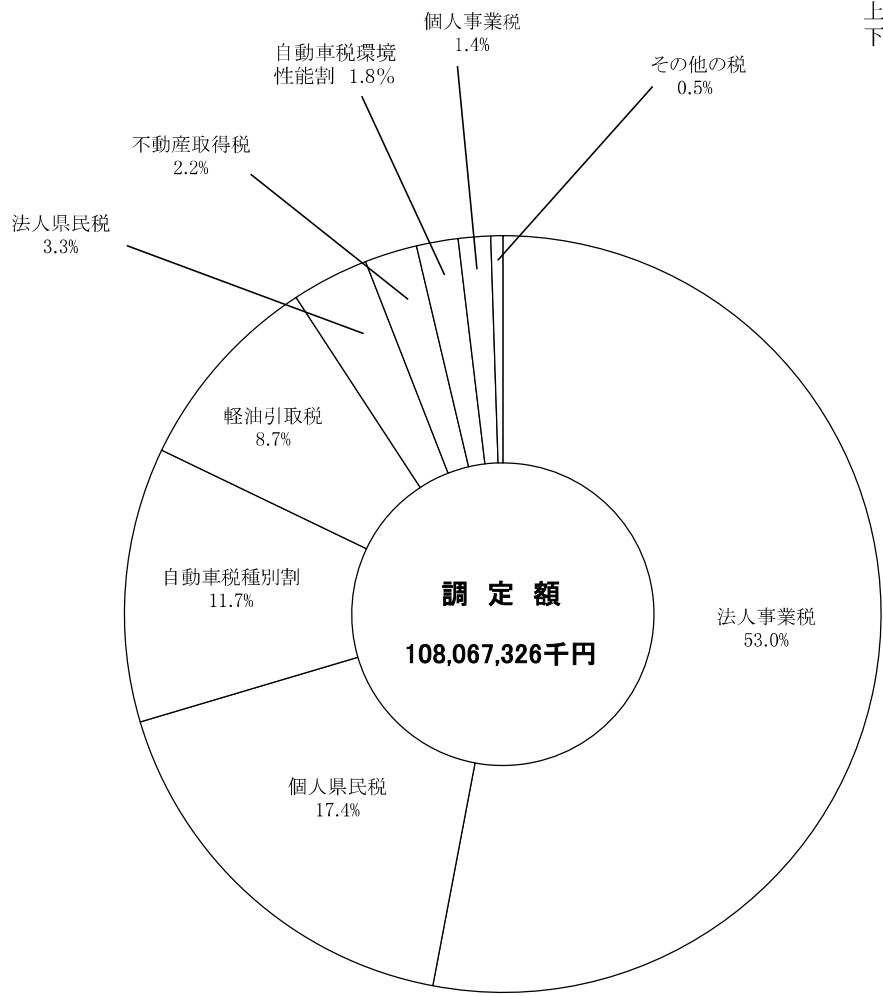 上
下
個人事業税
1.4%
自動車税環境
性能割 1.8%
その他の税
0.5%
不動産取得税
2.2%
法人県民税
3.3%
軽油引取税
8.7%
自動車税種別割
11.7%
調 定 額
108,067,326千円
法人事業税
53.0%
個人県民税
17.4%